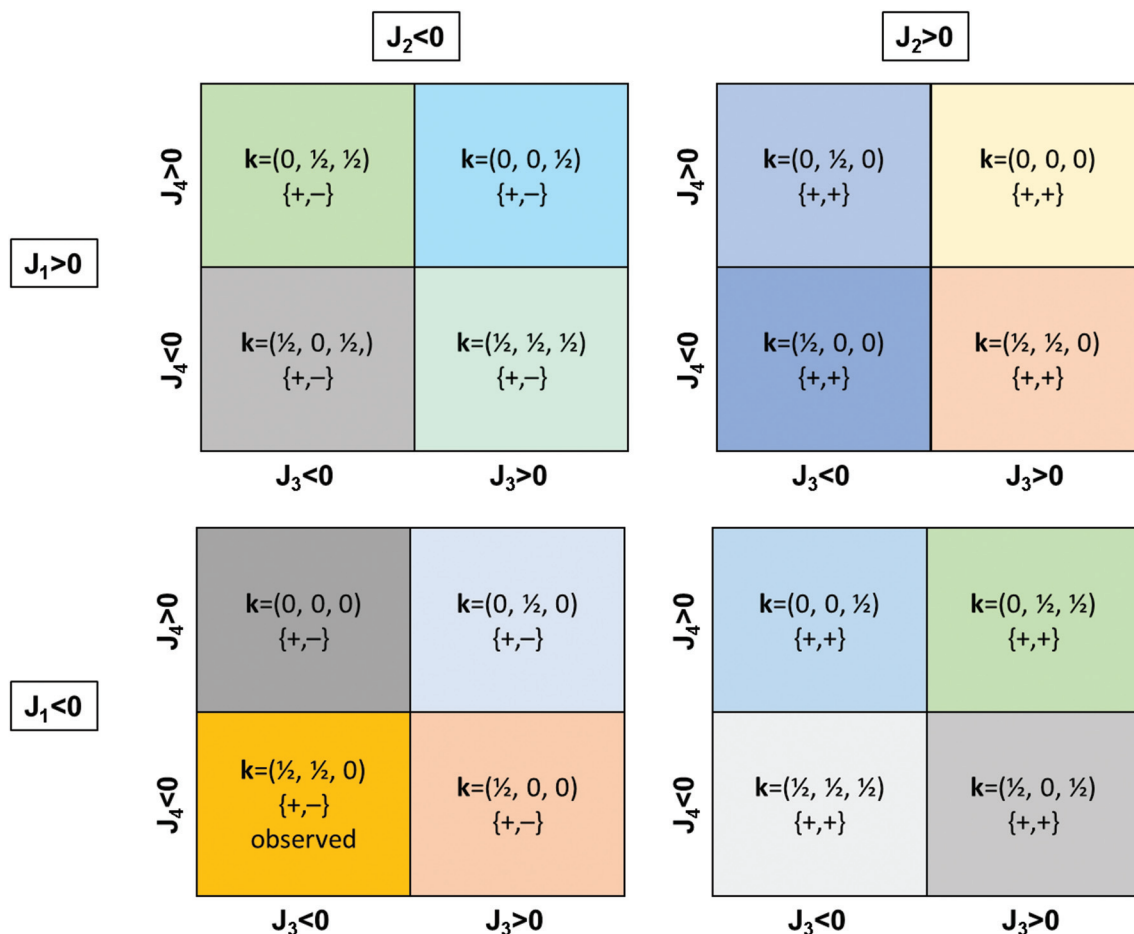 J₂<0
J₂>0
J₁>0
J₄>0
k=(0, ½, ½)
{+,–}
k=(0, 0, ½)
{+,–}
J₄<0
k=(½, 0, ½,)
{+,–}
k=(½, ½, ½)
{+,–}
J₃<0
J₃>0
J₄>0
k=(0, ½, 0)
{+,+}
k=(0, 0, 0)
{+,+}
J₄<0
k=(½, 0, 0)
{+,+}
k=(½, ½, 0)
{+,+}
J₃<0
J₃>0
J₁<0
J₄>0
k=(0, 0, 0)
{+,–}
k=(0, ½, 0)
{+,–}
J₄<0
k=(½, ½, 0)
{+,–}
observed
k=(½, 0, 0)
{+,–}
J₃<0
J₃>0
J₄>0
k=(0, 0, ½)
{+,+}
k=(0, ½, ½)
{+,+}
J₄<0
k=(½, ½, ½)
{+,+}
k=(½, 0, ½)
{+,+}
J₃<0
J₃>0